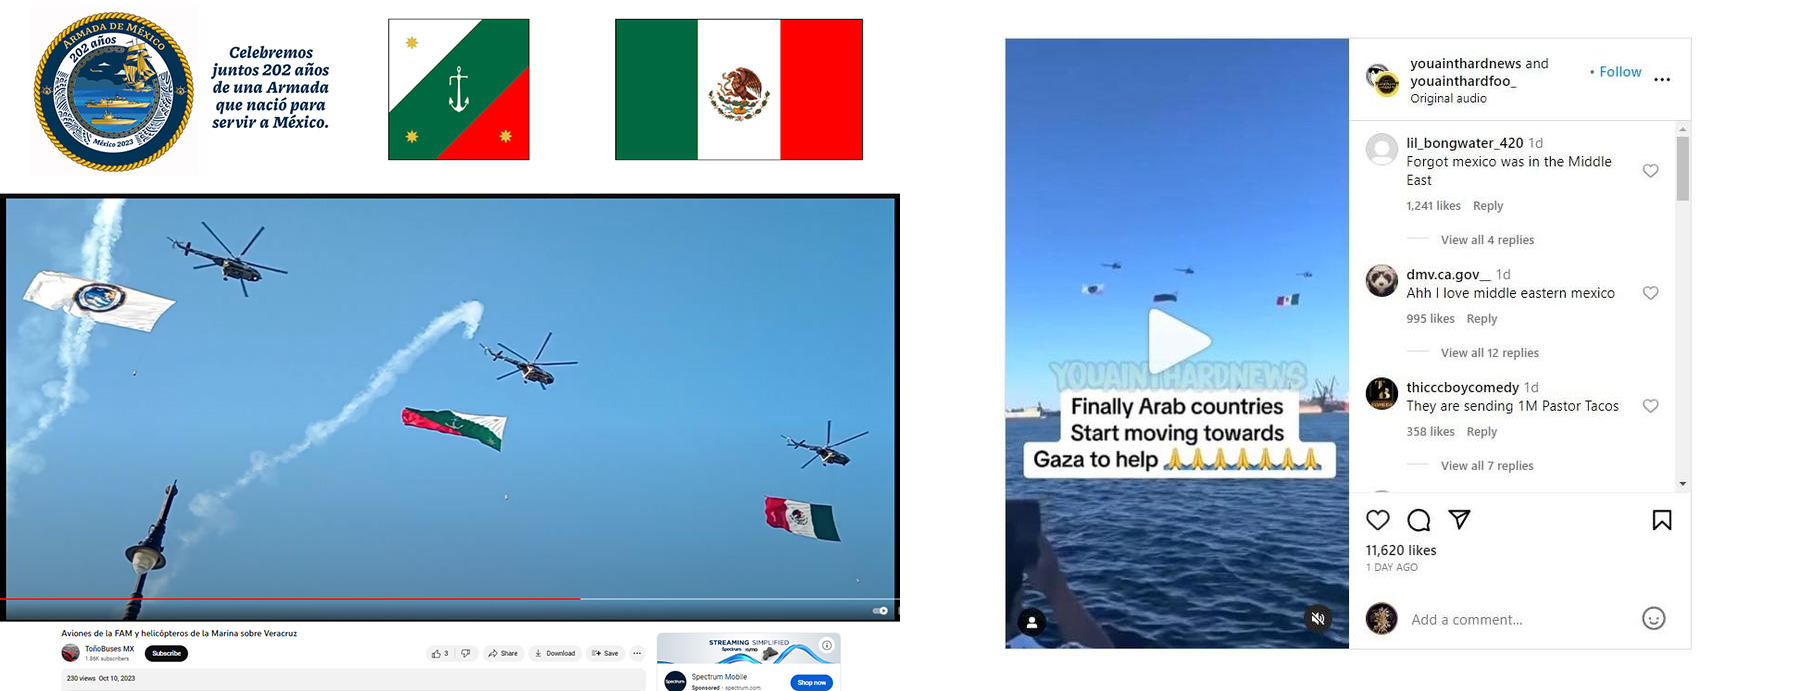 ARMADA DE MÉXICO
202 años
México 2023
Celebremos
juntos 202 años
de una Armada
que nació para
servir a México.
Aviones de la FAM y helicópteros de la Marina sobre Veracruz
ToñoBuses MX
1.86K subscribers
Subscribe
3
Share
Download
Save
230 views Oct 10, 2023
STREAMING SIMPLIFIED
Spectrum xumo
Spectrum
Spectrum Mobile
Sponsored · spectrum.com
Shop now
YOUAINTHARDNEWS
Finally Arab countries
Start moving towards
Gaza to help 🙏🙏🙏🙏🙏🙏🙏
youainthardnews and
youainthardfoo_
Original audio
• Follow
lil_bongwater_420 1d
Forgot mexico was in the Middle
East
1,241 likes Reply
View all 4 replies
dmv.ca.gov__ 1d
Ahh I love middle eastern mexico
995 likes Reply
View all 12 replies
thicccboycomedy 1d
They are sending 1M Pastor Tacos
358 likes Reply
View all 7 replies
11,620 likes
1 DAY AGO
Add a comment...